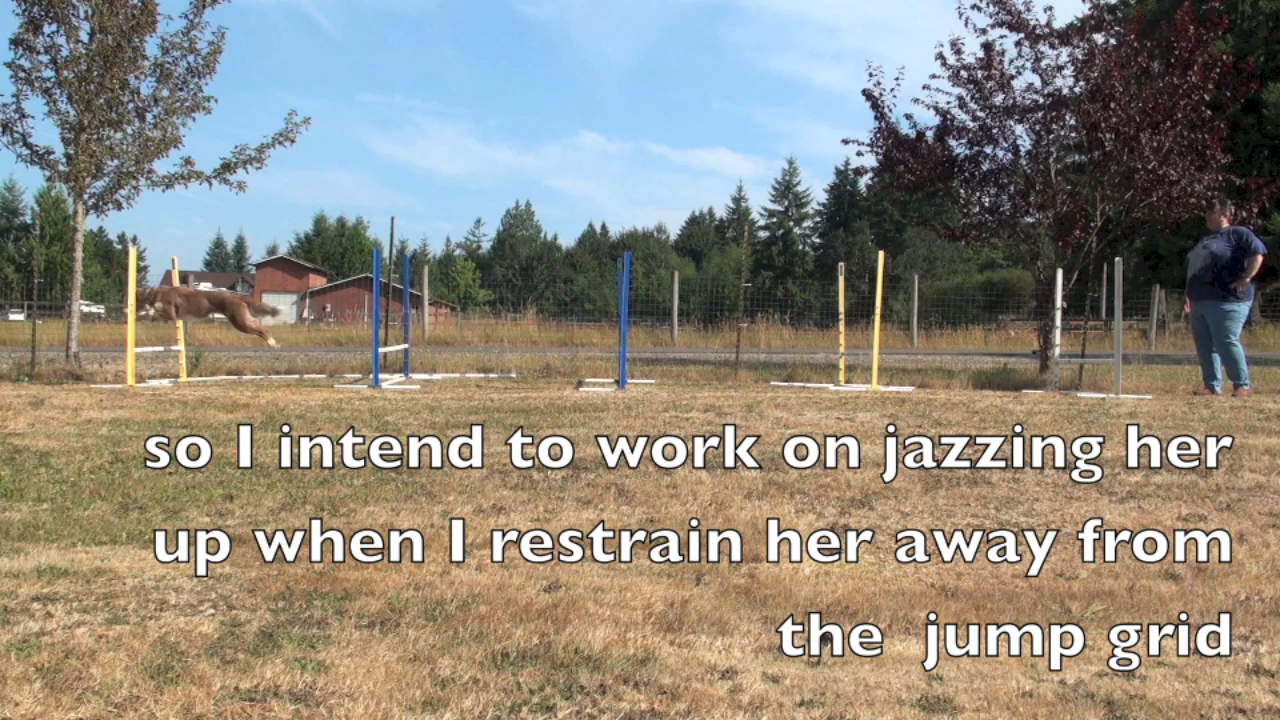 so I intend to work on jazzing her
up when I restrain her away from
the  jump grid